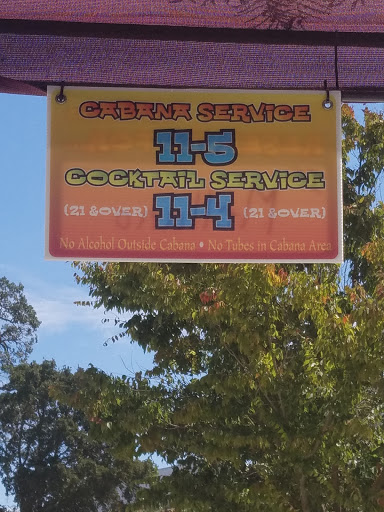 CABANA SERVICE
11-5
COCKTAIL SERVICE
(21 & OVER) 11-4 (21 & OVER)
No Alcohol Outside Cabana • No Tubes in Cabana Area